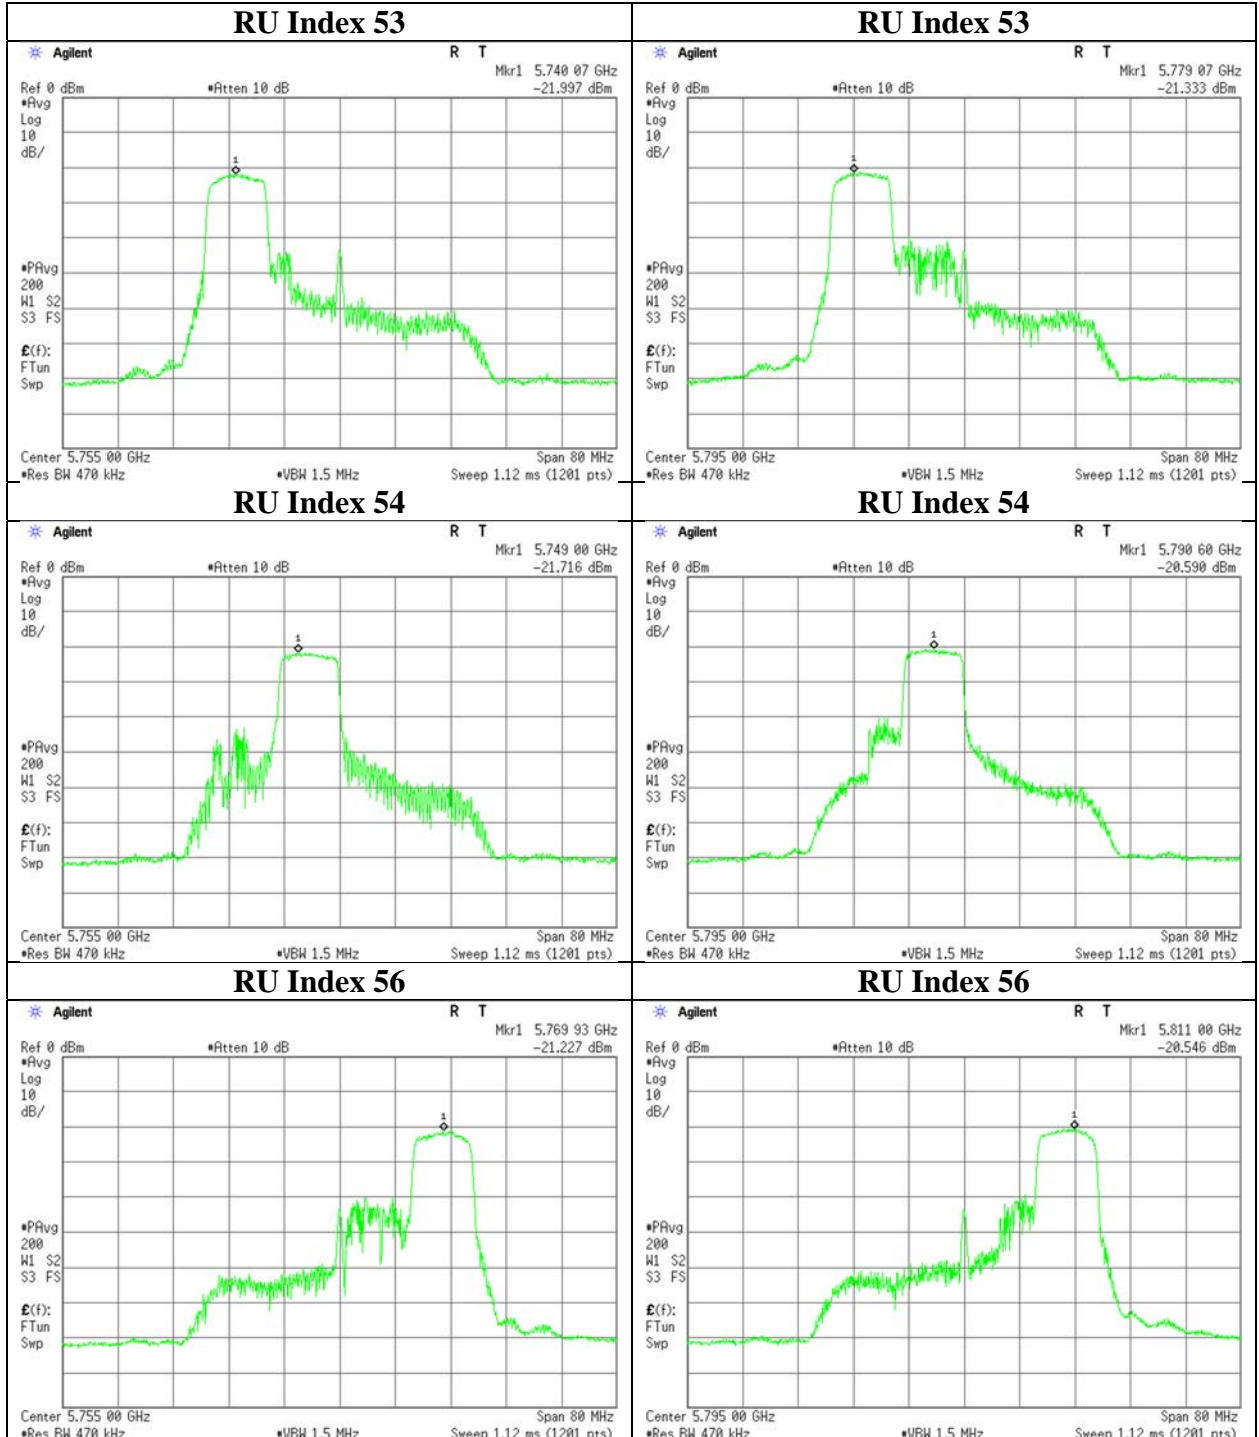 RU Index 53 RU Index 53
Agilent R T Agilent R T
Mkr1 5.740 07 GHz Mkr1 5.779 07 GHz
Ref 0 dBm #Atten 10 dB -21.997 dBm Ref 0 dBm #Atten 10 dB -21.333 dBm
#Avg #Avg
Log Log
10 10
dB/ dB/
1 1
#PAvg #PAvg
200 200
W1 S2 W1 S2
S3 FS S3 FS
£(f): £(f):
FTun FTun
Swp Swp
Center 5.755 00 GHz Span 80 MHz Center 5.795 00 GHz Span 80 MHz
#Res BW 470 kHz #VBW 1.5 MHz Sweep 1.12 ms (1201 pts) #Res BW 470 kHz #VBW 1.5 MHz Sweep 1.12 ms (1201 pts)
RU Index 54 RU Index 54
Agilent R T Agilent R T
Mkr1 5.749 00 GHz Mkr1 5.790 60 GHz
Ref 0 dBm #Atten 10 dB -21.716 dBm Ref 0 dBm #Atten 10 dB -20.590 dBm
#Avg #Avg
Log Log
10 10
dB/ dB/
1 1
#PAvg #PAvg
200 200
W1 S2 W1 S2
S3 FS S3 FS
£(f): £(f):
FTun FTun
Swp Swp
Center 5.755 00 GHz Span 80 MHz Center 5.795 00 GHz Span 80 MHz
#Res BW 470 kHz #VBW 1.5 MHz Sweep 1.12 ms (1201 pts) #Res BW 470 kHz #VBW 1.5 MHz Sweep 1.12 ms (1201 pts)
RU Index 56 RU Index 56
Agilent R T Agilent R T
Mkr1 5.769 93 GHz Mkr1 5.811 00 GHz
Ref 0 dBm #Atten 10 dB -21.227 dBm Ref 0 dBm #Atten 10 dB -20.546 dBm
#Avg #Avg
Log Log
10 10
dB/ dB/
1 1
#PAvg #PAvg
200 200
W1 S2 W1 S2
S3 FS S3 FS
£(f): £(f):
FTun FTun
Swp Swp
Center 5.755 00 GHz Span 80 MHz Center 5.795 00 GHz Span 80 MHz
#Res BW 470 kHz #VBW 1.5 MHz Sweep 1.12 ms (1201 pts) #Res BW 470 kHz #VBW 1.5 MHz Sweep 1.12 ms (1201 pts)